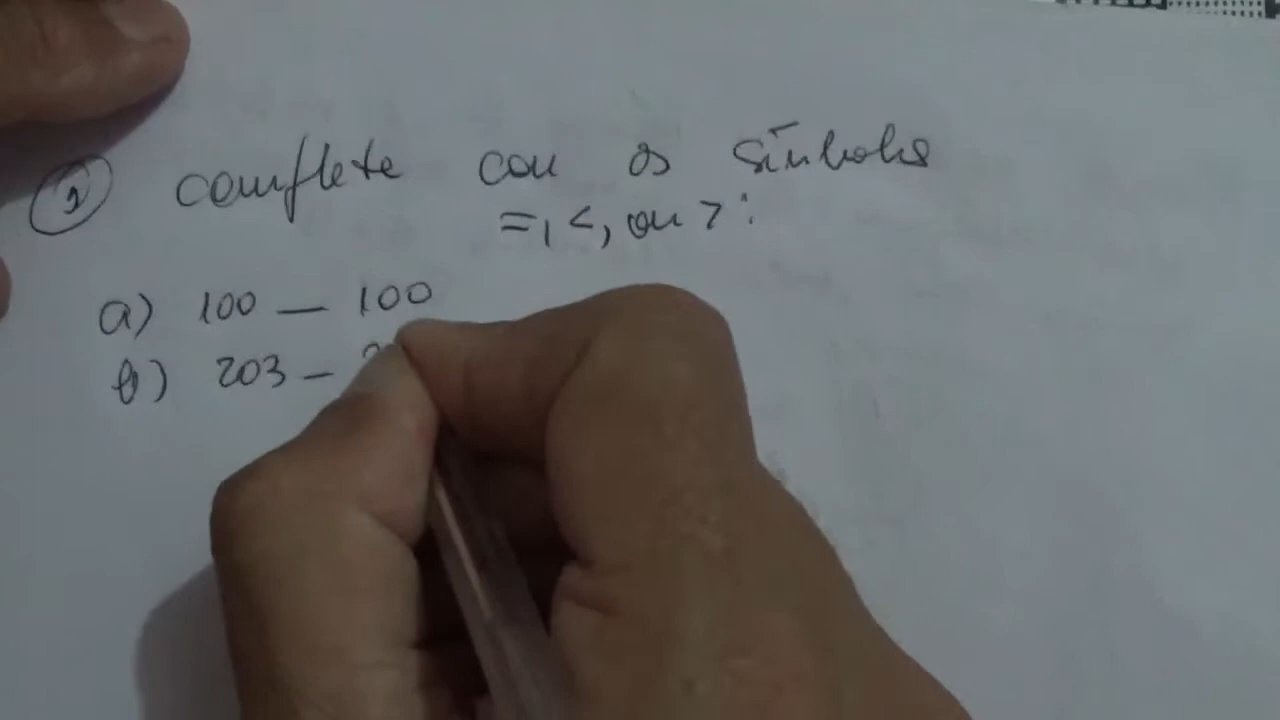 1 complete com os símbolos
=, <, ou > :
a) 100 — 100
b) 203 —